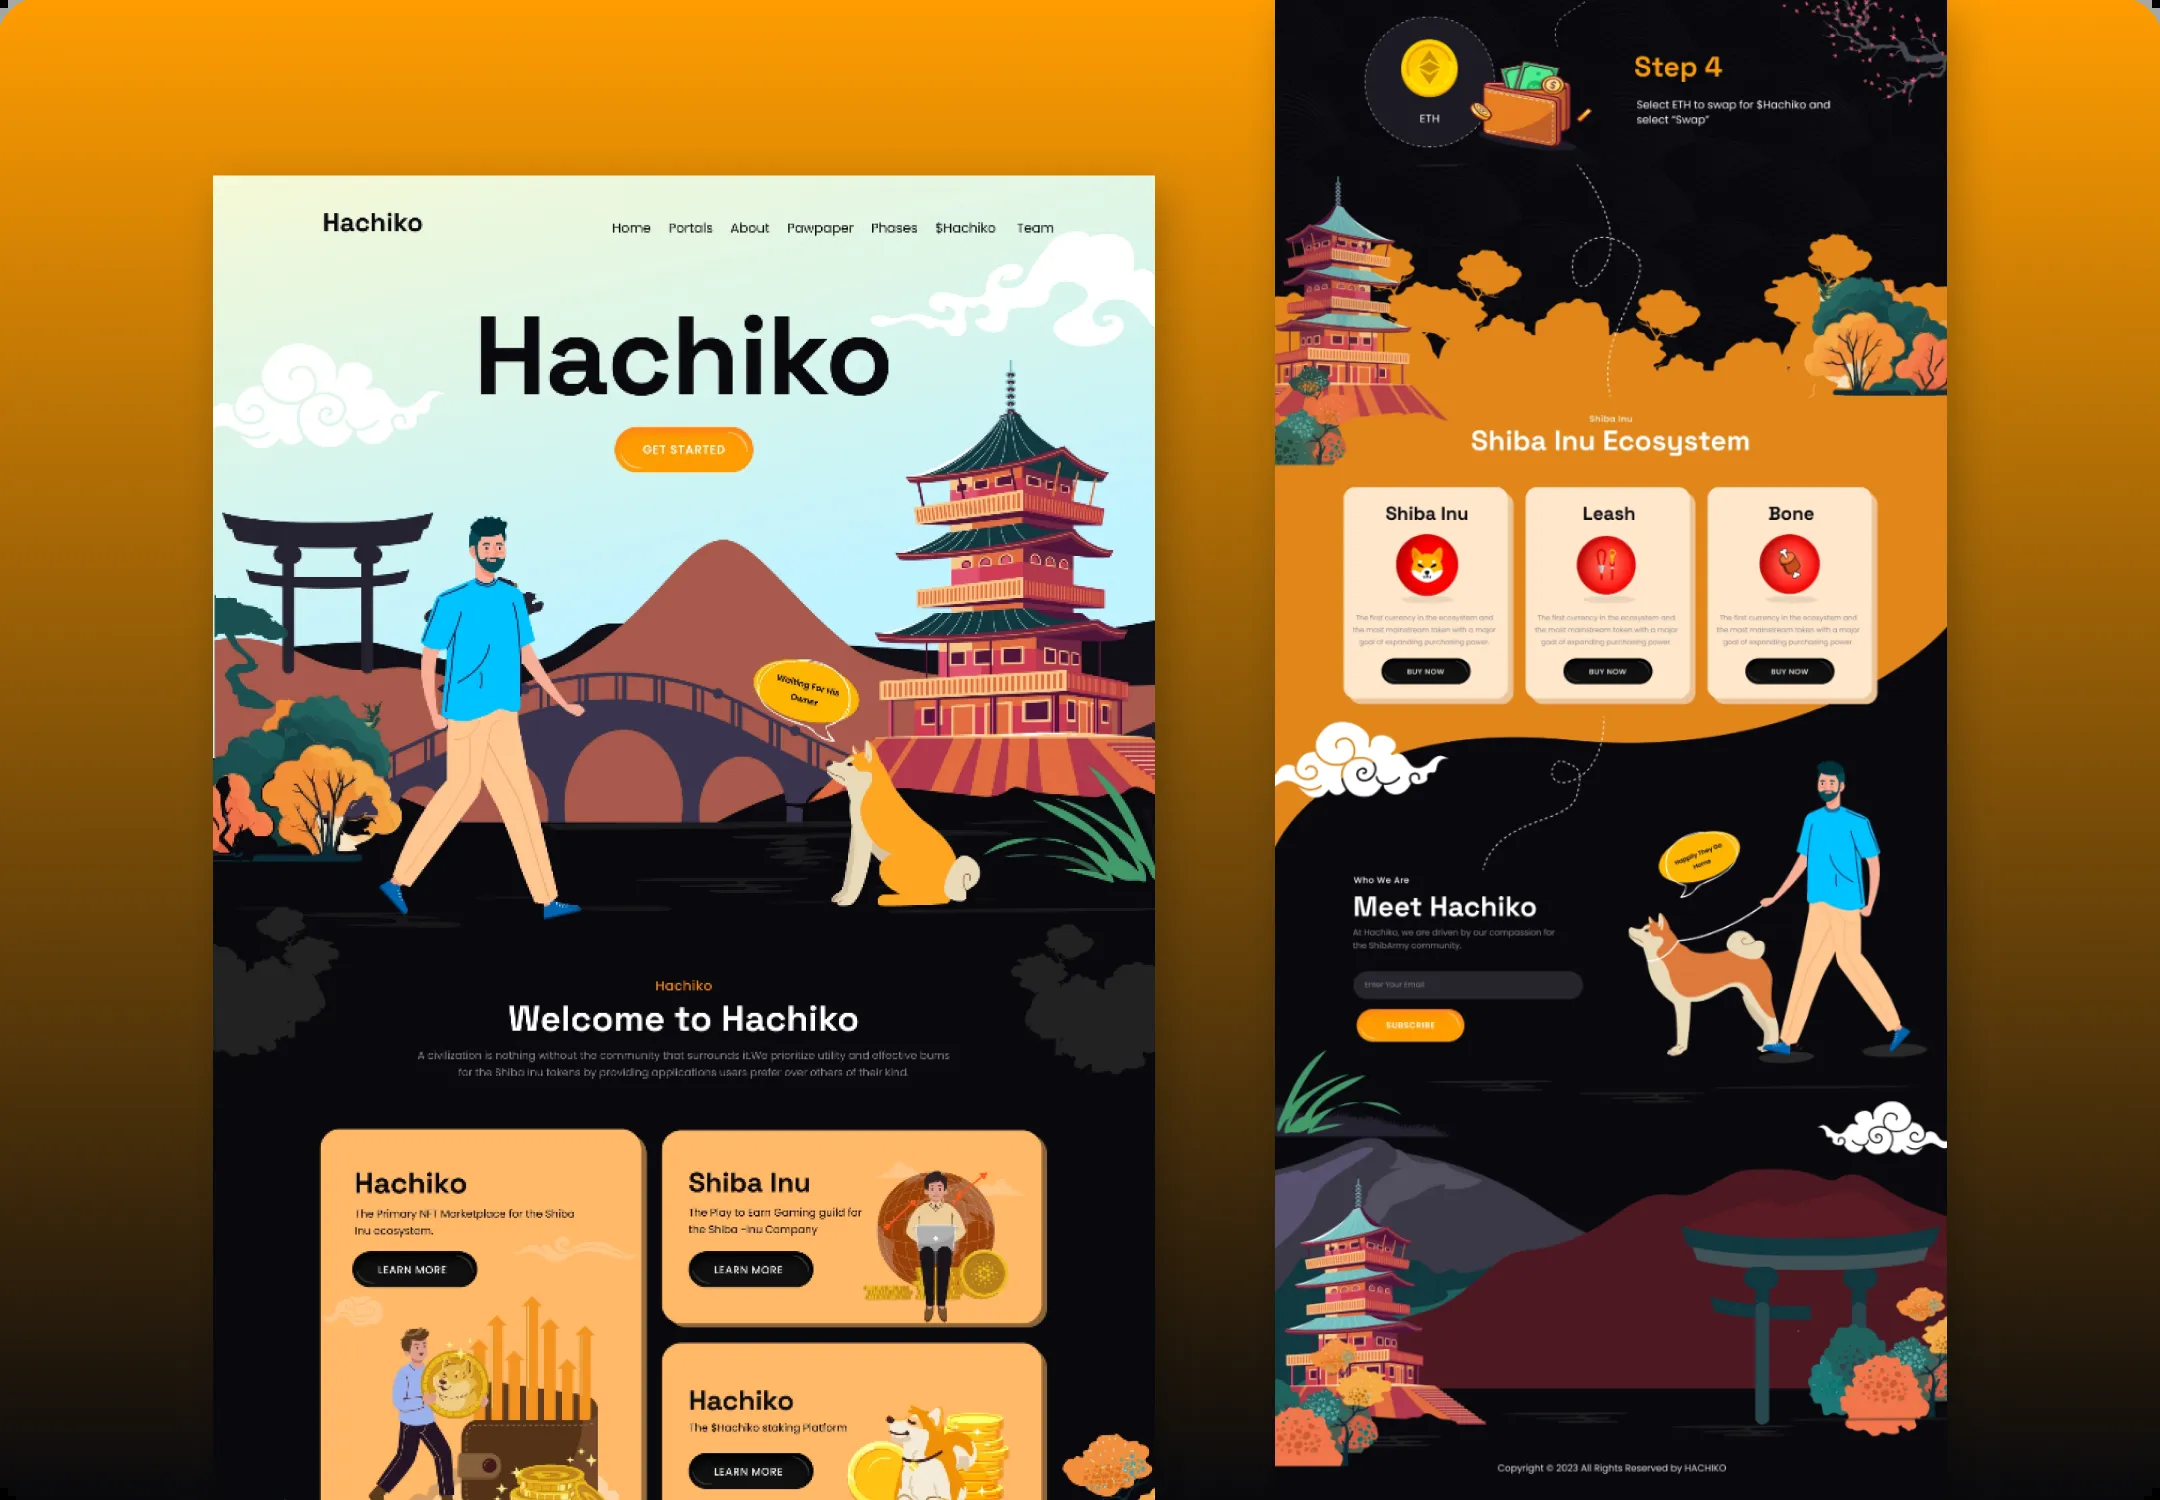 Hachiko
Home Portals About Pawpaper Phases $Hachiko Team
Hachiko
GET STARTED
Waiting For His
Owner
Hachiko
Welcome to Hachiko
A civilization is nothing without the community that surrounds it.We prioritize utility and effective burns
for the Shiba Inu tokens by providing applications users prefer over others of their kind.
Hachiko
The Primary NFT Marketplace for the Shiba
Inu ecosystem.
LEARN MORE
Shiba Inu
The Play to Earn Gaming guild for
the Shiba -Inu Company
LEARN MORE
Hachiko
The $Hachiko staking Platform
LEARN MORE
ETH
Step 4
Select ETH to swap for $Hachiko and
select “Swap”
Shiba Inu
Shiba Inu Ecosystem
Shiba Inu
The first currency in the ecosystem and
the most mainstream token with a major
goal of expanding purchasing power.
BUY NOW
Leash
The first currency in the ecosystem and
the most mainstream token with a major
goal of expanding purchasing power.
BUY NOW
Bone
The first currency in the ecosystem and
the most mainstream token with a major
goal of expanding purchasing power.
BUY NOW
Happily They Go
Home
Who We Are
Meet Hachiko
At Hachiko, we are driven by our compassion for
the ShibArmy community.
Enter Your Email
SUBSCRIBE
Copyright © 2023 All Rights Reserved by HACHIKO